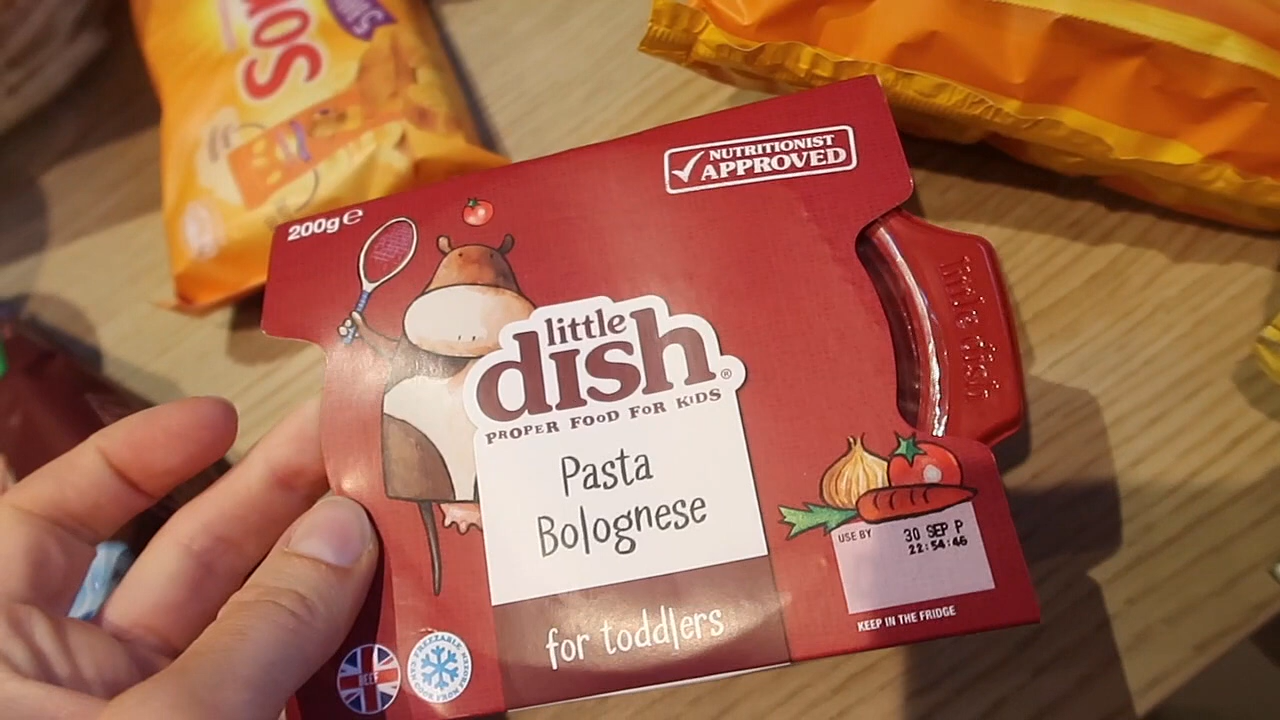 NUTRITIONIST
APPROVED
200g e
little
dish®
PROPER FOOD FOR KIDS
Pasta
Bolognese
for toddlers
USE BY
30 SEP P
22:54:46
KEEP IN THE FRIDGE
BEEF
little dish